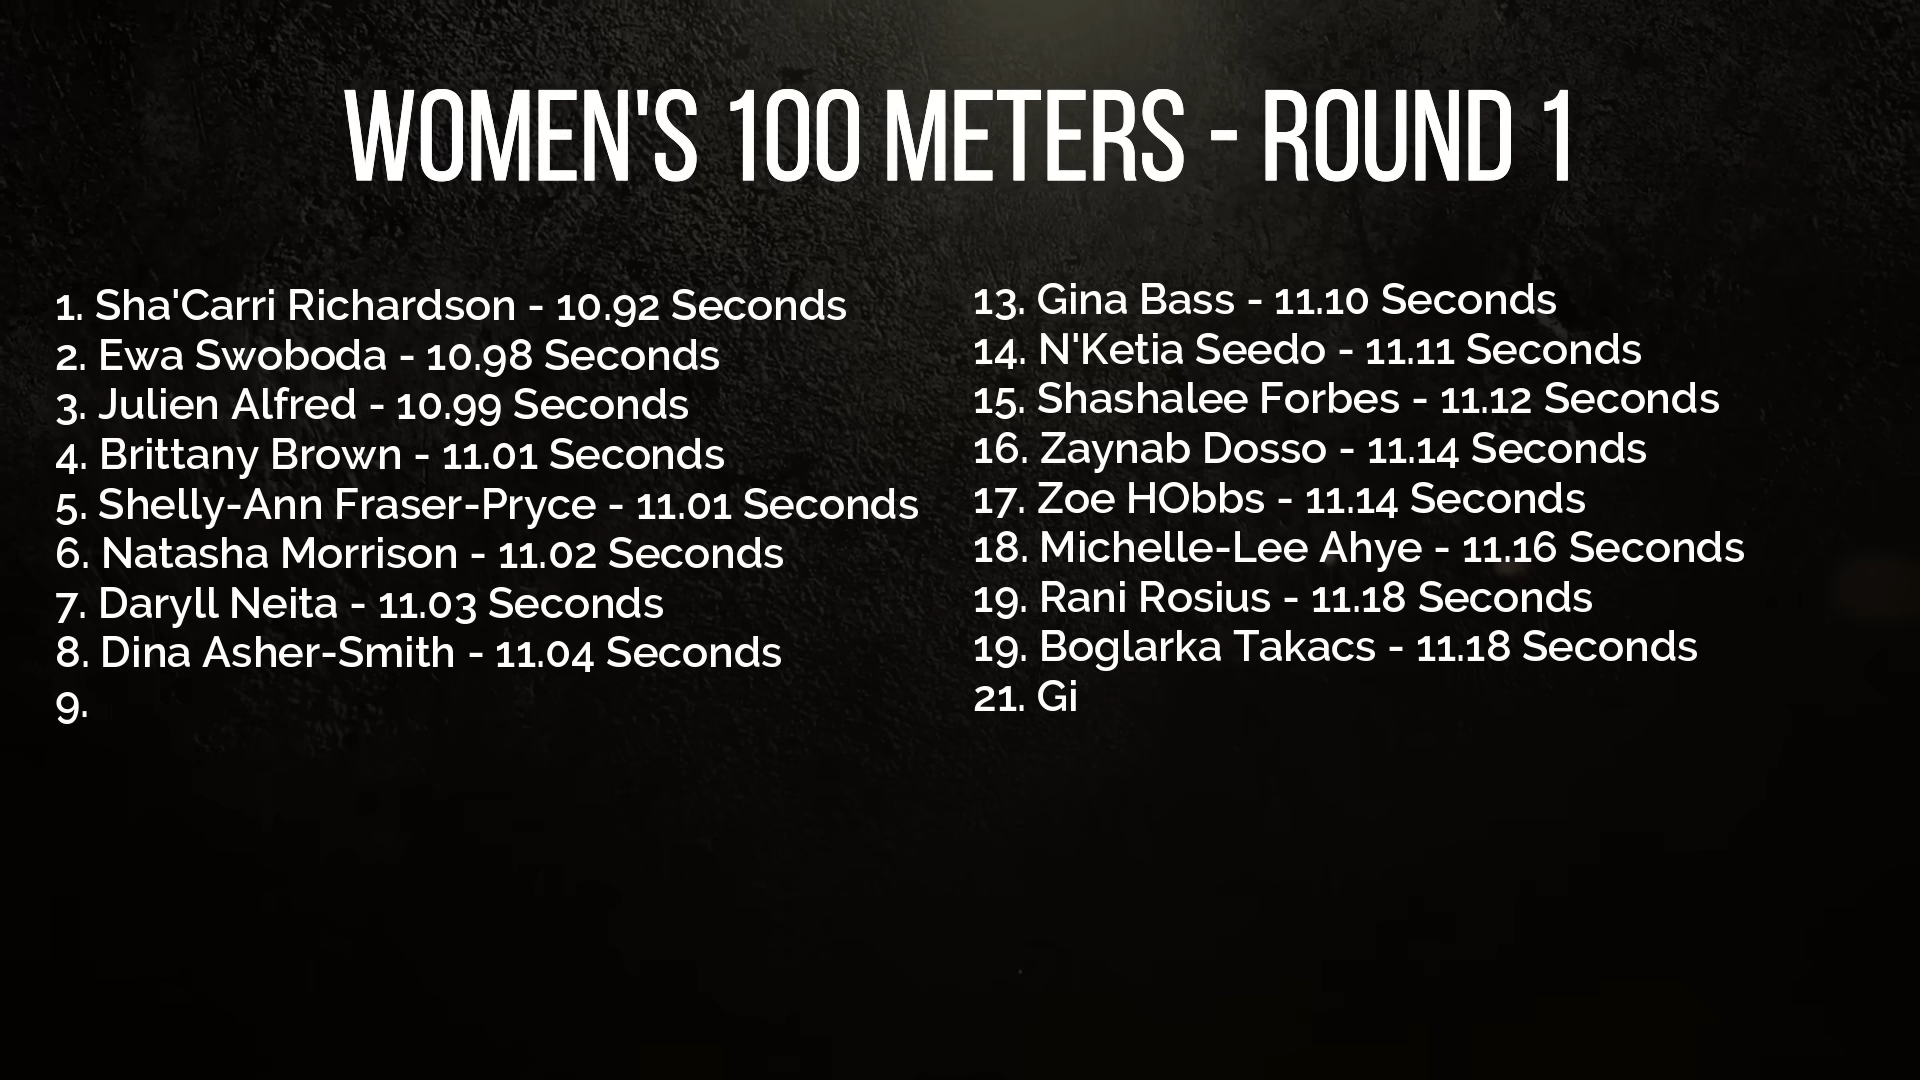 WOMEN'S 100 METERS - ROUND 1
1. Sha'Carri Richardson - 10.92 Seconds
2. Ewa Swoboda - 10.98 Seconds
3. Julien Alfred - 10.99 Seconds
4. Brittany Brown - 11.01 Seconds
5. Shelly-Ann Fraser-Pryce - 11.01 Seconds
6. Natasha Morrison - 11.02 Seconds
7. Daryll Neita - 11.03 Seconds
8. Dina Asher-Smith - 11.04 Seconds
9.
13. Gina Bass - 11.10 Seconds
14. N'Ketia Seedo - 11.11 Seconds
15. Shashalee Forbes - 11.12 Seconds
16. Zaynab Dosso - 11.14 Seconds
17. Zoe HObbs - 11.14 Seconds
18. Michelle-Lee Ahye - 11.16 Seconds
19. Rani Rosius - 11.18 Seconds
19. Boglarka Takacs - 11.18 Seconds
21. Gi